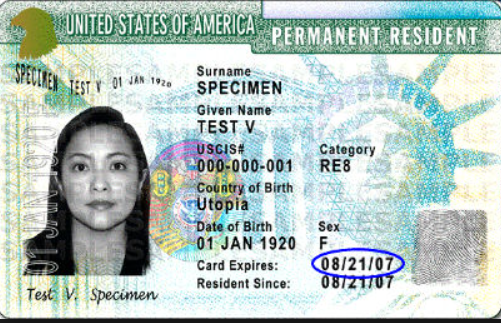 UNITED STATES OF AMERICA
PERMANENT RESIDENT
SPECIMEN TEST V 01 JAN 1920
Surname
SPECIMEN
Given Name
TEST V
USCIS#
Category
000-000-001
RE8
Country of Birth
Utopia
Date of Birth
Sex
01 JAN 1920
F
Card Expires:
08/21/07
Resident Since:
08/21/07
01 JAN 1920 F
Test V. Specimen